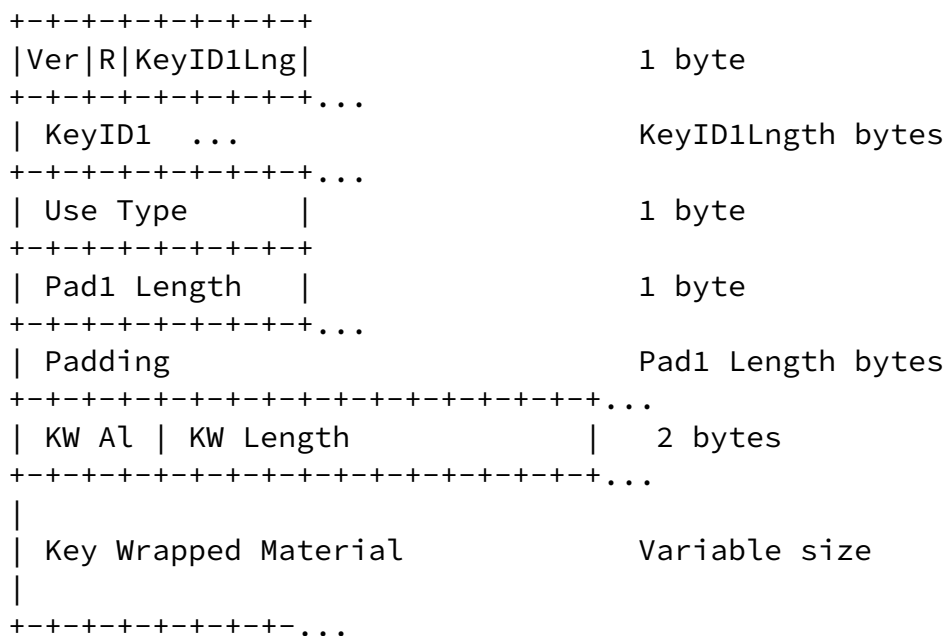 +-+-+-+-+-+-+-+-+
|Ver|R|KeyID1Lng|                  1 byte
+-+-+-+-+-+-+-+-+...
| KeyID1  ...                      KeyID1Lngth bytes
+-+-+-+-+-+-+-+-+...
| Use Type      |                  1 byte
+-+-+-+-+-+-+-+-+
| Pad1 Length   |                  1 byte
+-+-+-+-+-+-+-+-+...
| Padding                          Pad1 Length bytes
+-+-+-+-+-+-+-+-+-+-+-+-+-+-+-+-+...
| KW Al | KW Length             |   2 bytes
+-+-+-+-+-+-+-+-+-+-+-+-+-+-+-+-+...
|
| Key Wrapped Material             Variable size
|
+-+-+-+-+-+-+-+-...